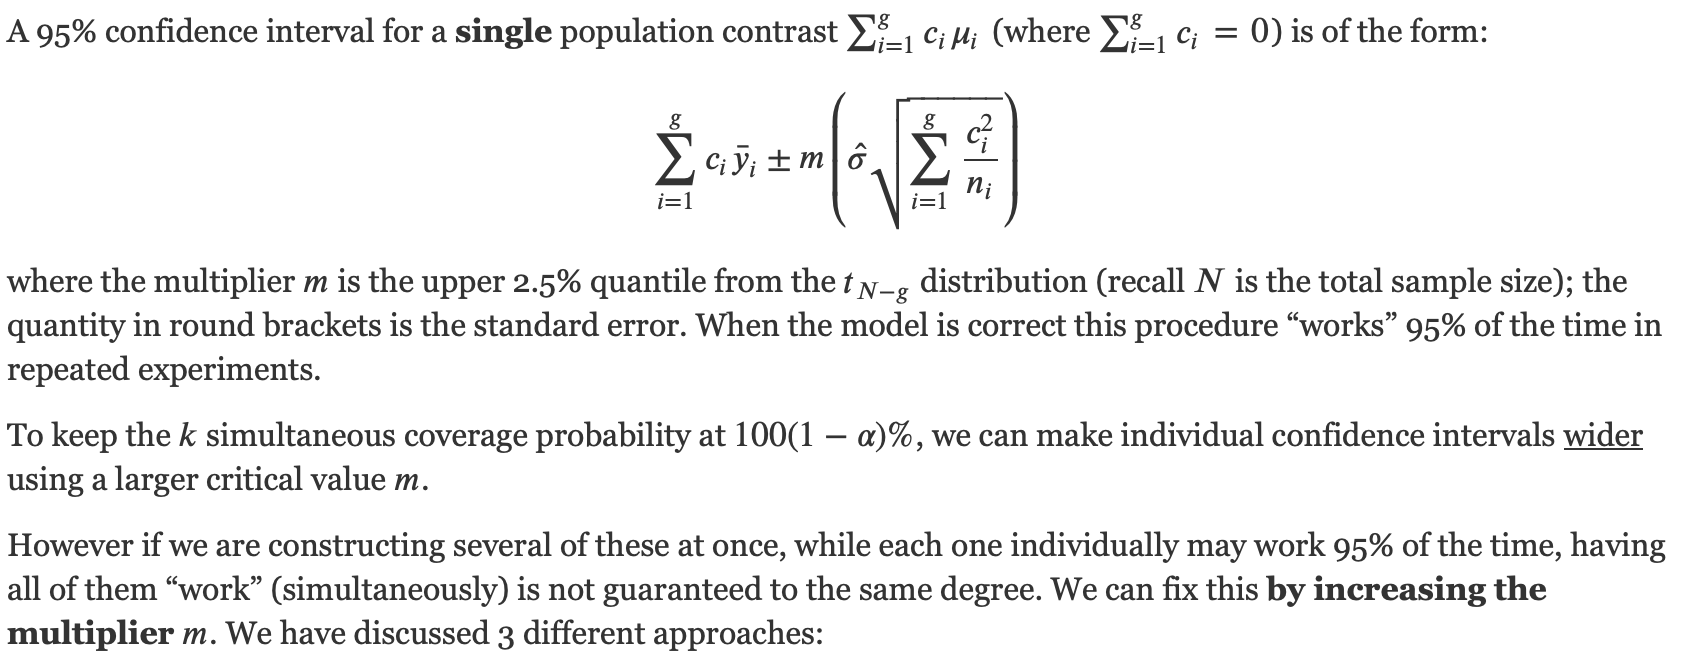 A 95% confidence interval for a single population contrast $\sum_{i=1}^{g} c_i \mu_i$ (where $\sum_{i=1}^{g} c_i = 0$) is of the form:
$$\sum_{i=1}^{g} c_i \bar{y}_i \pm m \left( \hat{\sigma} \sqrt{\sum_{i=1}^{g} \frac{c_i^2}{n_i}} \right)$$
where the multiplier $m$ is the upper 2.5% quantile from the $t_{N-g}$ distribution (recall $N$ is the total sample size); the
quantity in round brackets is the standard error. When the model is correct this procedure “works” 95% of the time in
repeated experiments.
To keep the $k$ simultaneous coverage probability at $100(1 - \alpha)\%$, we can make individual confidence intervals wider
using a larger critical value $m$.
However if we are constructing several of these at once, while each one individually may work 95% of the time, having
all of them “work” (simultaneously) is not guaranteed to the same degree. We can fix this by increasing the
multiplier $m$. We have discussed 3 different approaches: